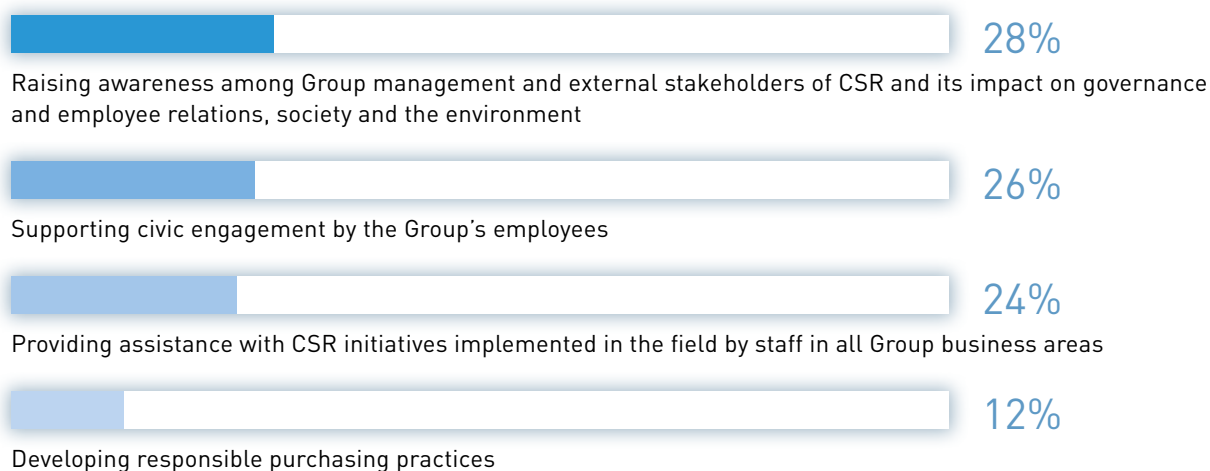 28%
Raising awareness among Group management and external stakeholders of CSR and its impact on governance
and employee relations, society and the environment
26%
Supporting civic engagement by the Group’s employees
24%
Providing assistance with CSR initiatives implemented in the field by staff in all Group business areas
12%
Developing responsible purchasing practices